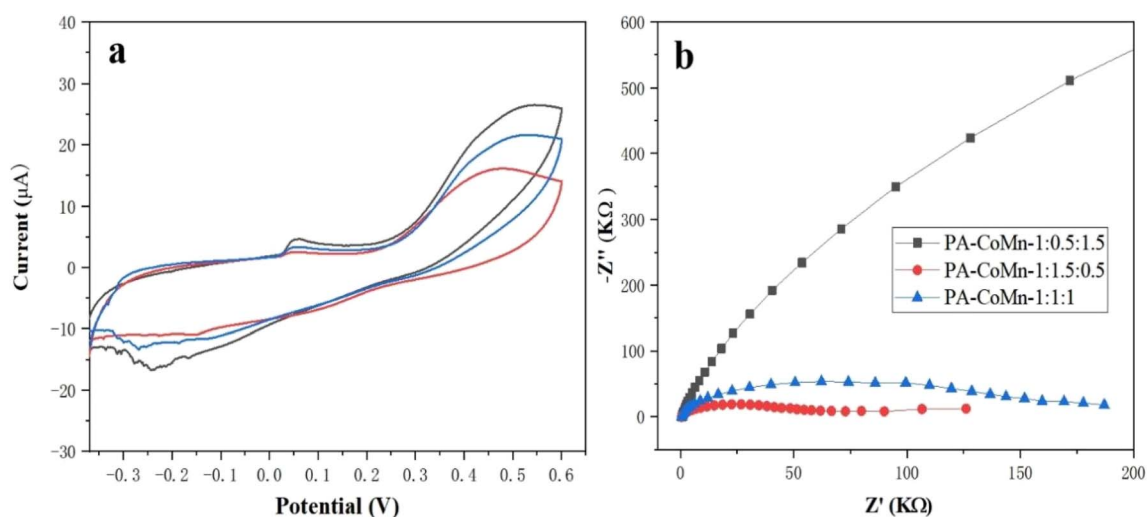 a
40
30
20
10
0
-10
-20
-30
Current (μA)
-0.3 -0.2 -0.1 0.0 0.1 0.2 0.3 0.4 0.5 0.6
Potential (V)
b
600
500
400
300
200
100
0
-Z'' (KΩ)
PA-CoMn-1:0.5:1.5
PA-CoMn-1:1.5:0.5
PA-CoMn-1:1:1
0 50 100 150 200
Z' (KΩ)